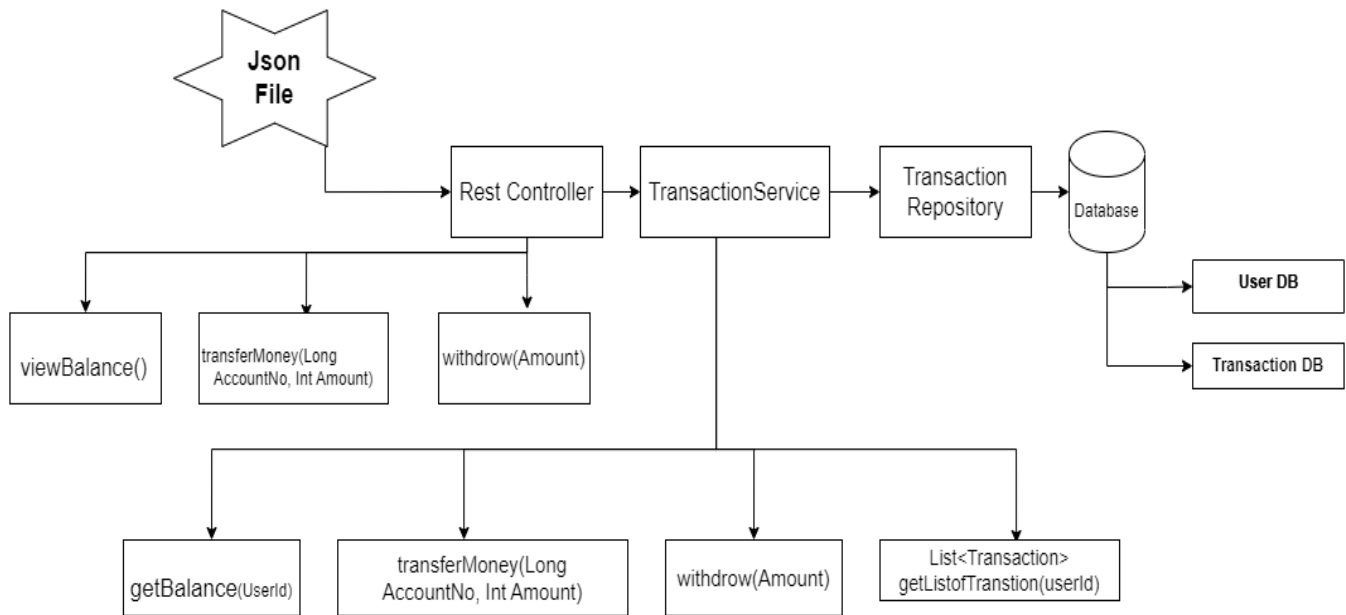 Json
File
Rest Controller
TransactionService
Transaction
Repository
Database
User DB
Transaction DB
viewBalance()
transferMoney(Long
AccountNo, Int Amount)
withdrow(Amount)
getBalance(UserId)
transferMoney(Long
AccountNo, Int Amount)
withdrow(Amount)
List<Transaction>
getListofTranstion(userId)